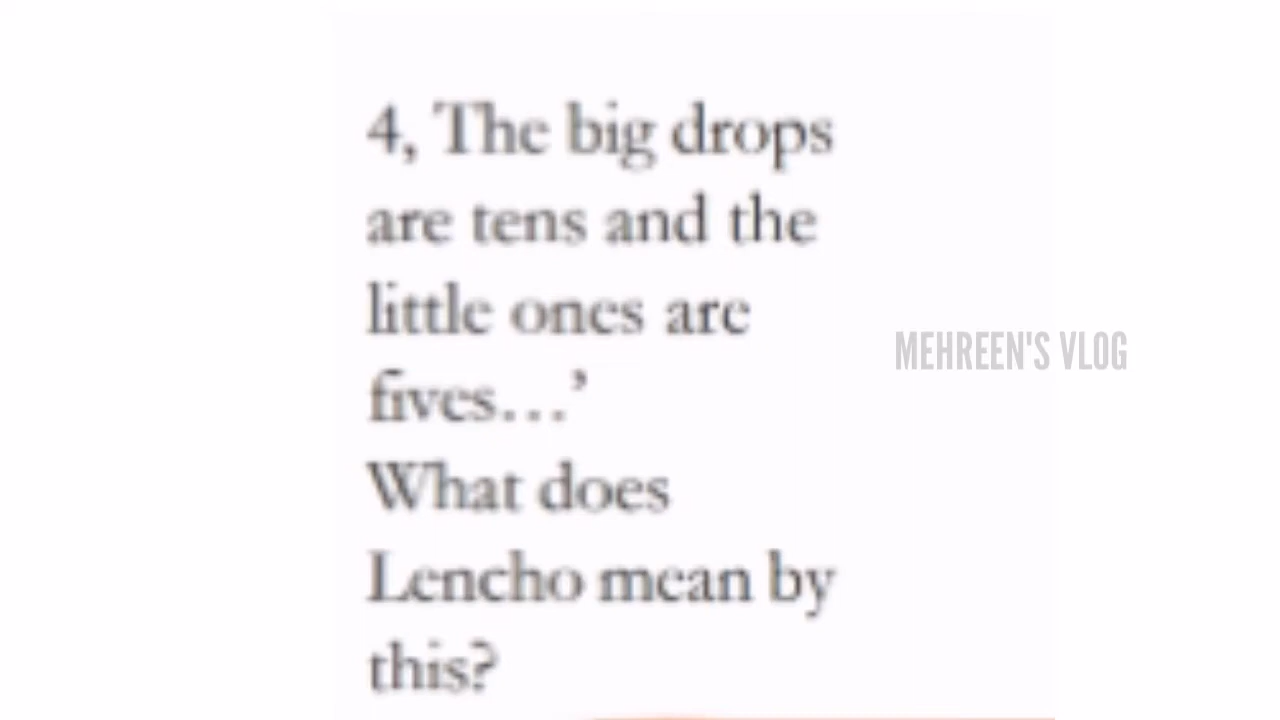 4, The big drops
are tens and the
little ones are
fives...’
What does
Lencho mean by
this?
MEHREEN'S VLOG